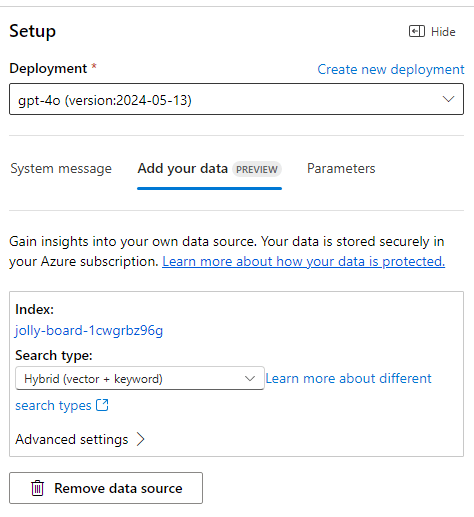 Setup
Hide
Deployment *
Create new deployment
gpt-4o (version:2024-05-13)
System message
Add your data PREVIEW
Parameters
Gain insights into your own data source. Your data is stored securely in
your Azure subscription. Learn more about how your data is protected.
Index:
jolly-board-1cwgrbz96g
Search type:
Hybrid (vector + keyword) Learn more about different
search types
Advanced settings
Remove data source